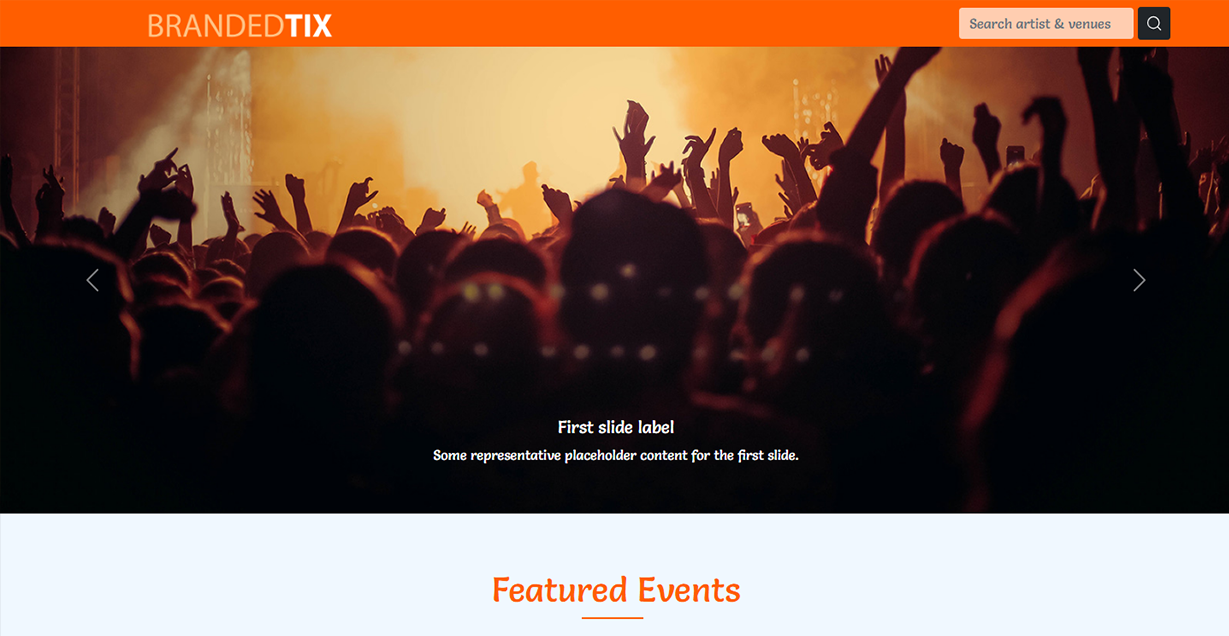 BRANDEDTIX
Search artist & venues
First slide label
Some representative placeholder content for the first slide.
Featured Events